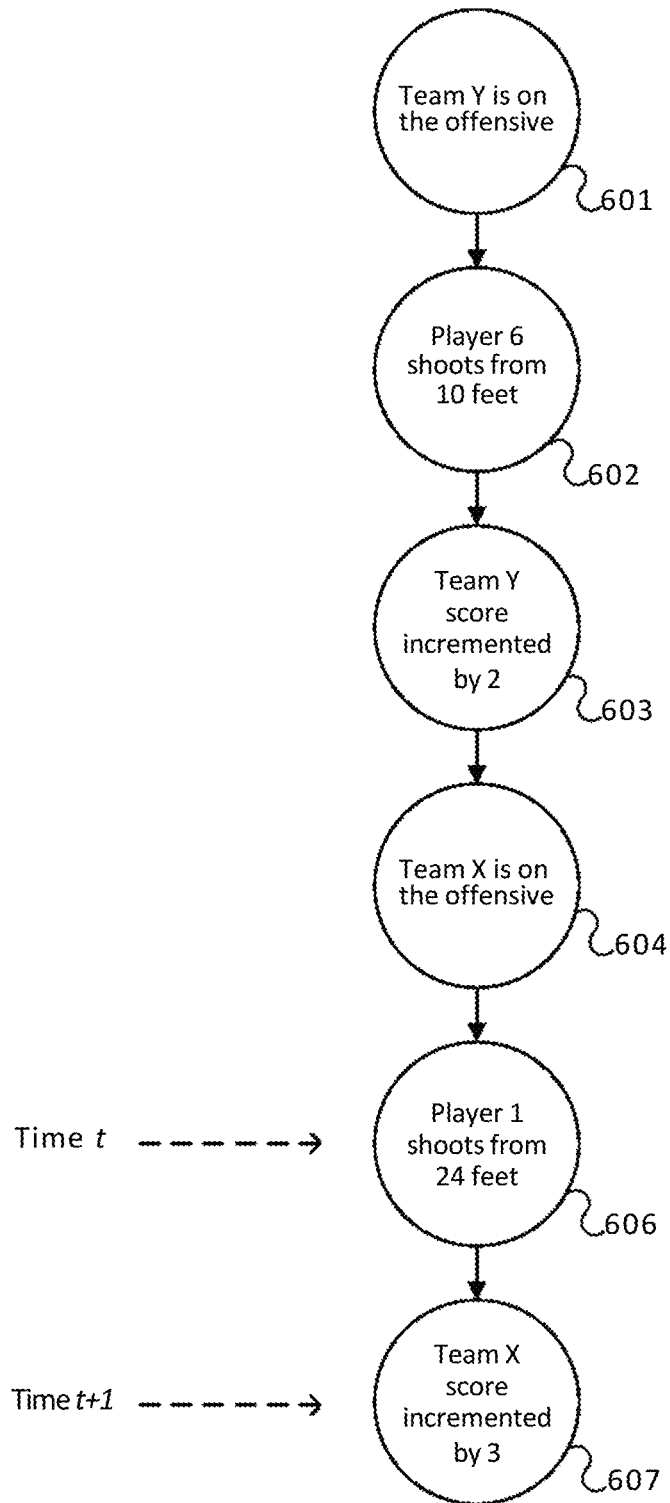 Team Y is on
the offensive
601
Player 6
shoots from
10 feet
602
Team Y
score
incremented
by 2
603
Team X is on
the offensive
604
Time t
Player 1
shoots from
24 feet
606
Time t+1
Team X
score
incremented
by 3
607